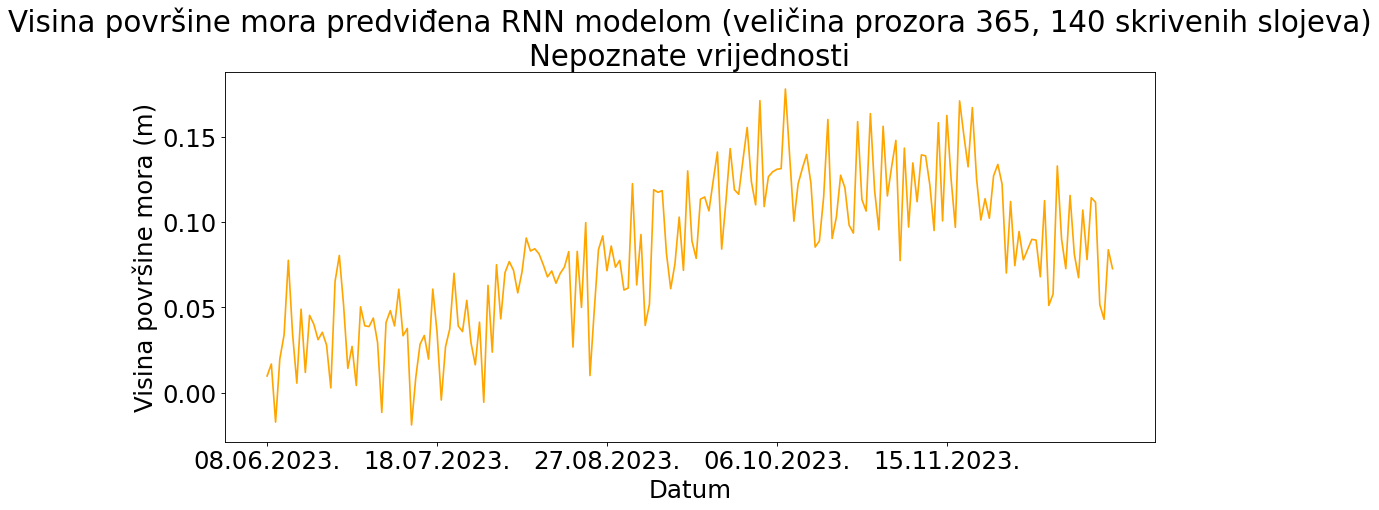 Visina površine mora predviđena RNN modelom (veličina prozora 365, 140 skrivenih slojeva)
Nepoznate vrijednosti
Visina površine mora (m)
0.15
0.10
0.05
0.00
08.06.2023.
18.07.2023.
27.08.2023.
06.10.2023.
15.11.2023.
Datum